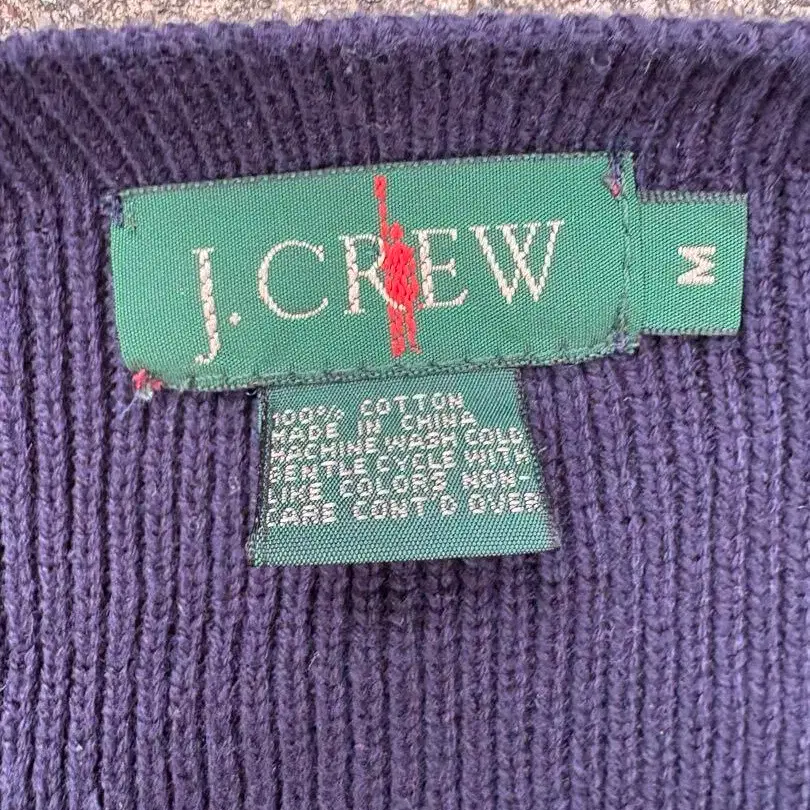 J.CREW
M
100% COTTON
MADE IN CHINA
MACHINE WASH COLD
GENTLE CYCLE WITH
LIKE COLORS NON-
CARE CONT'D OVER